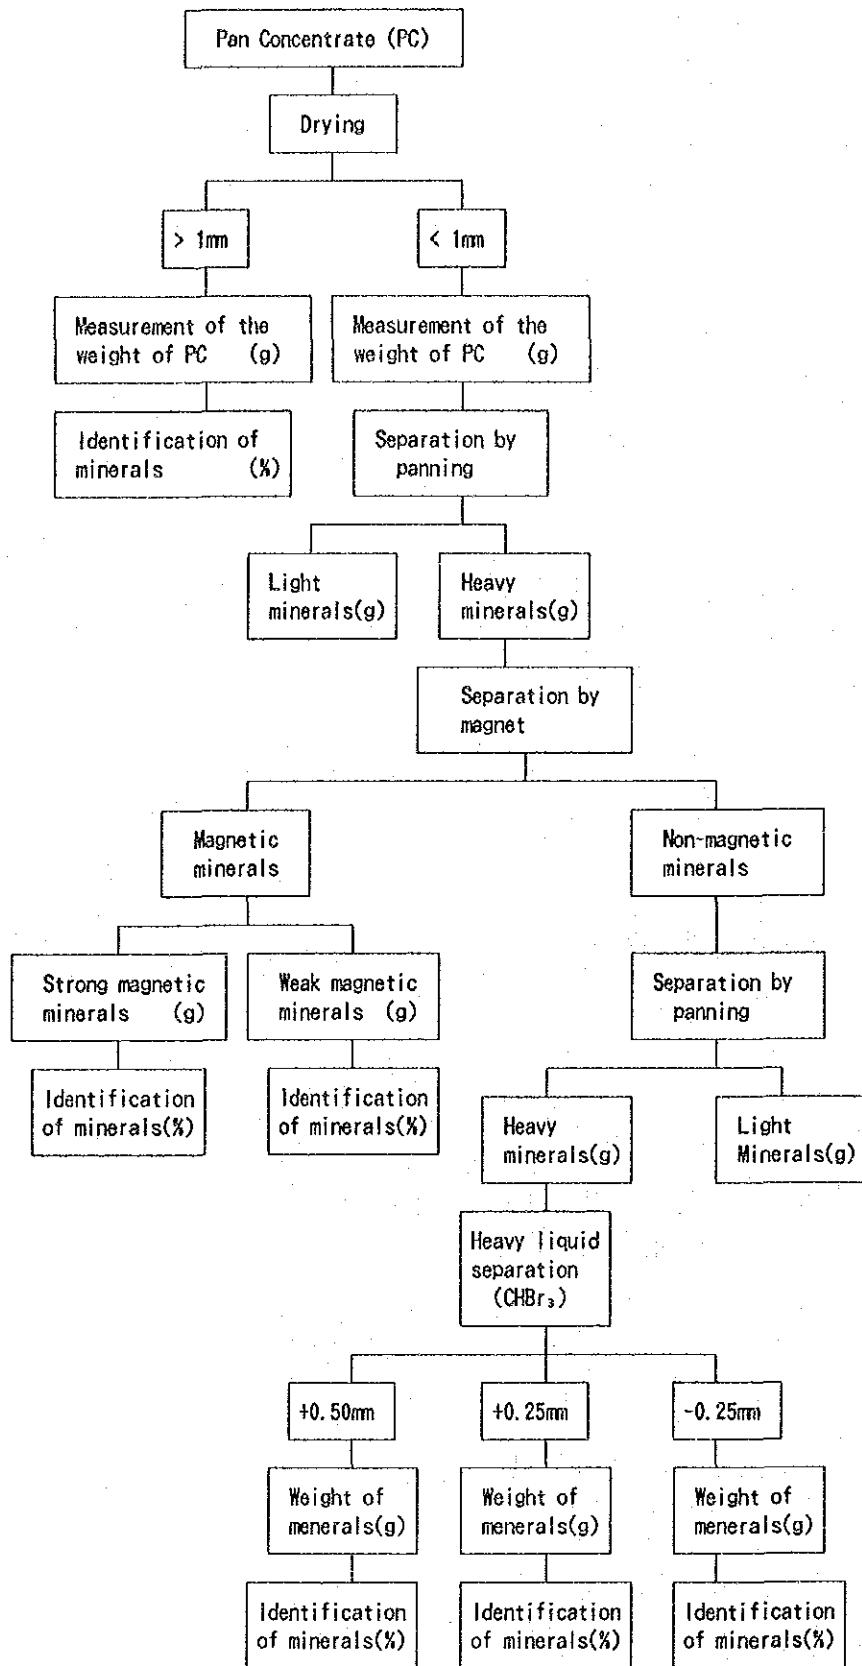 Pan Concentrate (PC)
Drying
> 1mm
< 1mm
Measurement of the
weight of PC (g)
Measurement of the
weight of PC (g)
Identification of
minerals (%)
Separation by
panning
Light
minerals(g)
Heavy
minerals(g)
Separation by
magnet
Magnetic
minerals
Non-magnetic
minerals
Strong magnetic
minerals (g)
Weak magnetic
minerals (g)
Separation by
panning
Identification
of minerals(%)
Identification
of minerals(%)
Heavy
minerals(g)
Light
Minerals(g)
Heavy liquid
separation
(CHBr₃)
+0.50mm
+0.25mm
-0.25mm
Weight of
menerals(g)
Weight of
menerals(g)
Weight of
menerals(g)
Identification
of minerals(%)
Identification
of minerals(%)
Identification
of minerals(%)